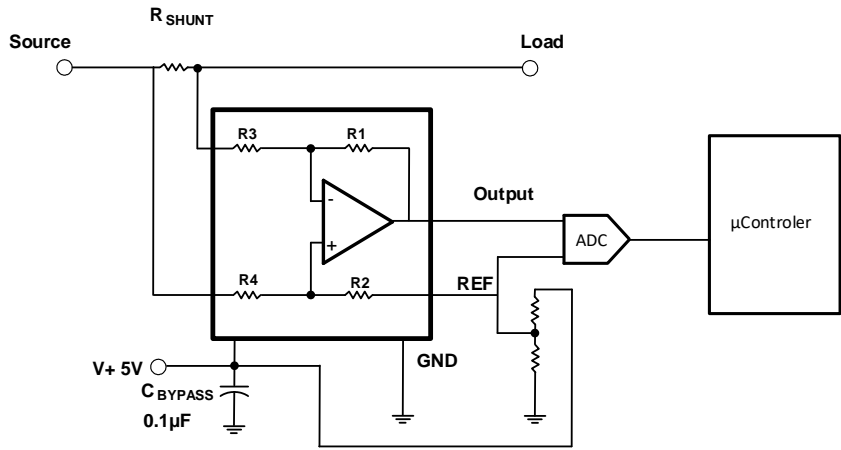 R SHUNT
Source
Load
R3
R1
-
Output
µControler
ADC
+
R4
R2
REF
GND
V+ 5V
C BYPASS
0.1µF